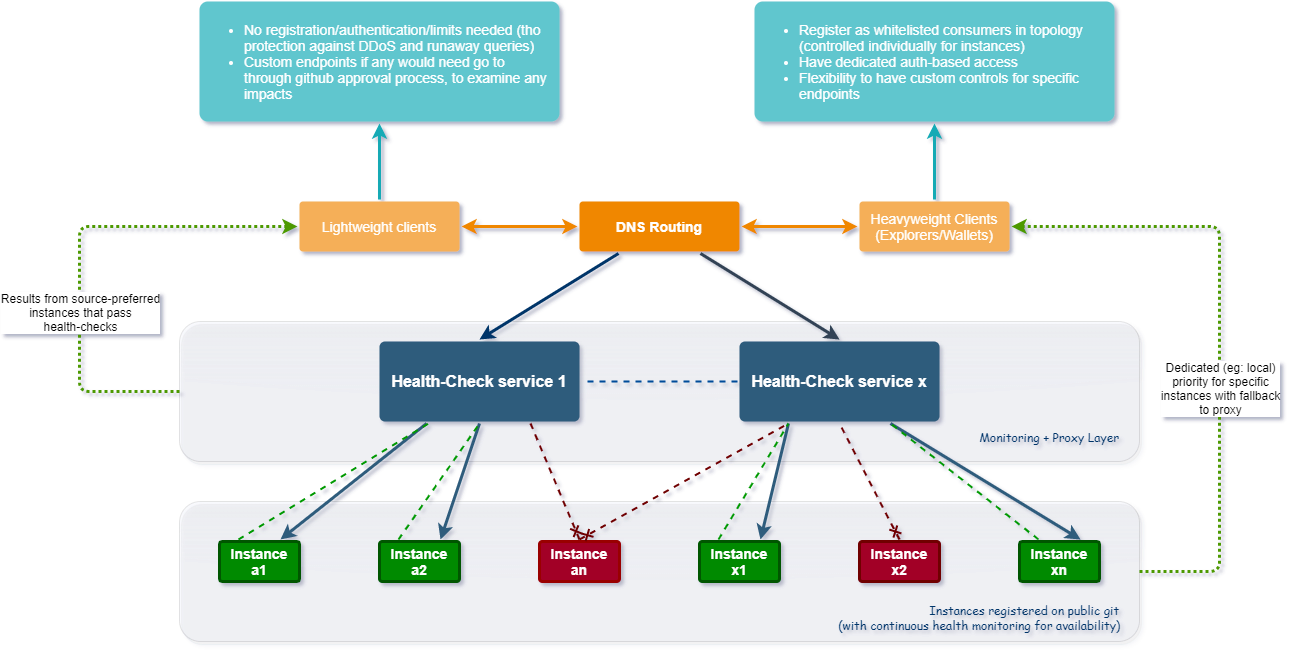 • No registration/authentication/limits needed (tho
protection against DDoS and runaway queries)
• Custom endpoints if any would need go to
through github approval process, to examine any
impacts
• Register as whitelisted consumers in topology
(controlled individually for instances)
• Have dedicated auth-based access
• Flexibility to have custom controls for specific
endpoints
Lightweight clients
DNS Routing
Heavyweight Clients
(Explorers/Wallets)
Results from source-preferred
instances that pass
health-checks
Health-Check service 1
Health-Check service x
Dedicated (eg: local)
priority for specific
instances with fallback
to proxy
Monitoring + Proxy Layer
Instance
a1
Instance
a2
Instance
an
Instance
x1
Instance
x2
Instance
xn
Instances registered on public git
(with continuous health monitoring for availability)